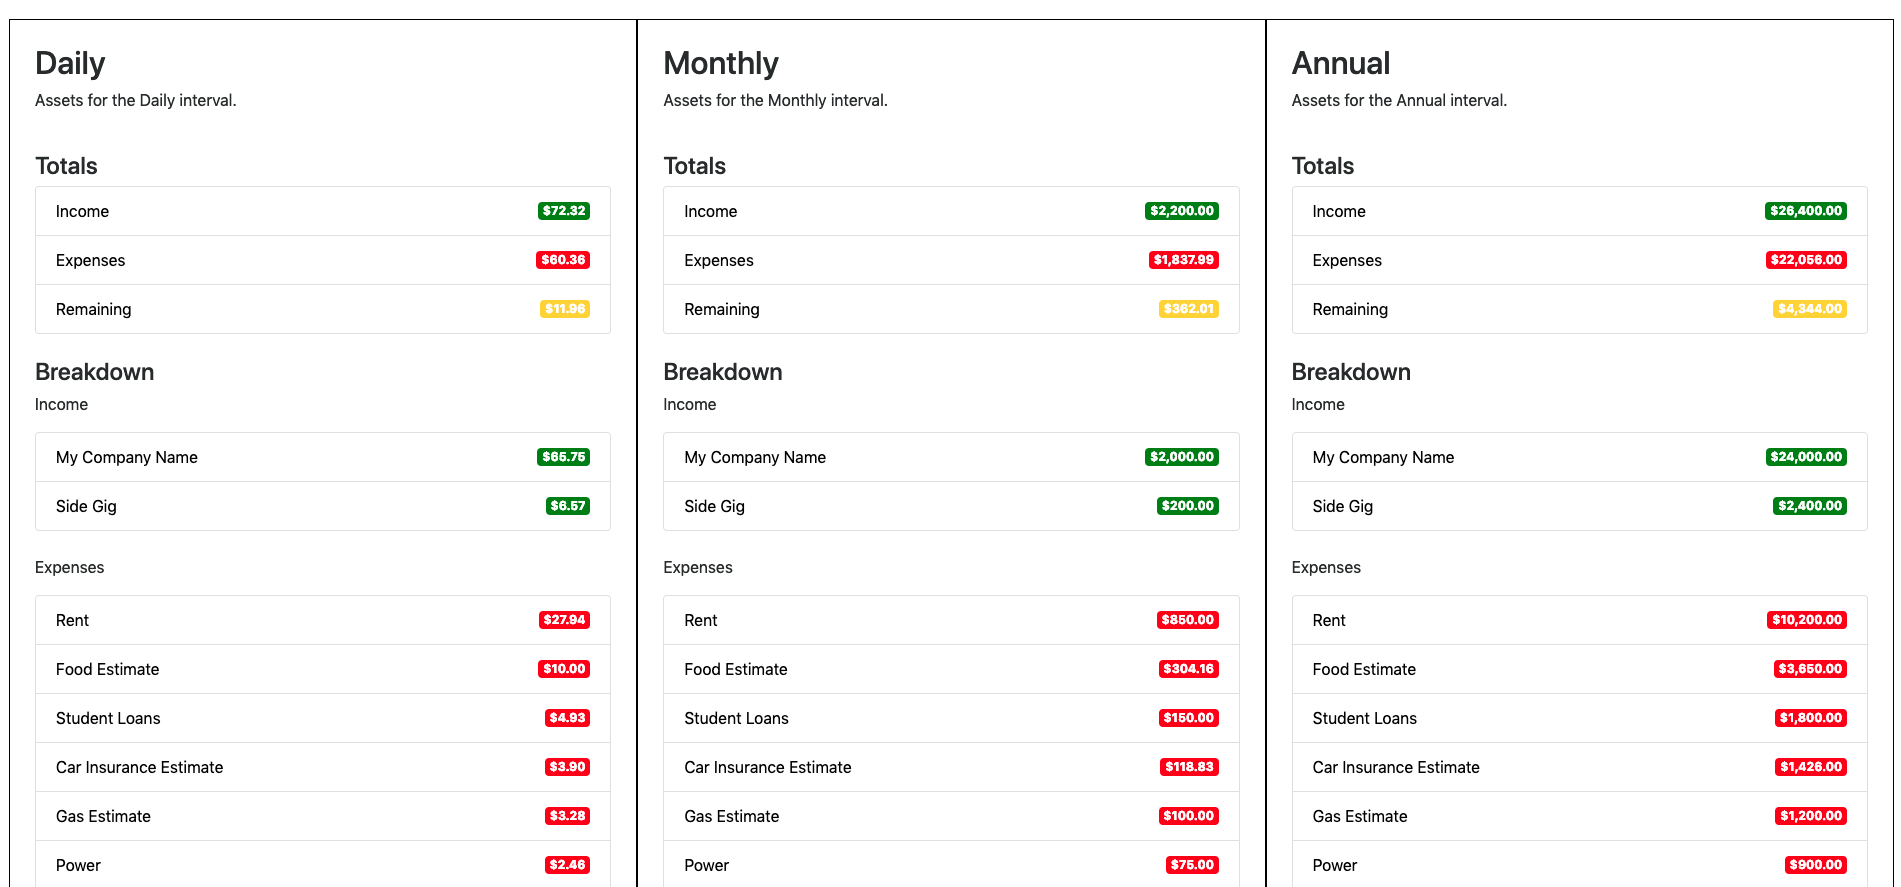 Daily
Assets for the Daily interval.
Totals
Income $72.32
Expenses $60.36
Remaining $11.96
Breakdown
Income
My Company Name $65.75
Side Gig $6.57
Expenses
Rent $27.94
Food Estimate $10.00
Student Loans $4.93
Car Insurance Estimate $3.90
Gas Estimate $3.28
Power $2.46
Monthly
Assets for the Monthly interval.
Totals
Income $2,200.00
Expenses $1,837.99
Remaining $362.01
Breakdown
Income
My Company Name $2,000.00
Side Gig $200.00
Expenses
Rent $850.00
Food Estimate $304.16
Student Loans $150.00
Car Insurance Estimate $118.83
Gas Estimate $100.00
Power $75.00
Annual
Assets for the Annual interval.
Totals
Income $26,400.00
Expenses $22,056.00
Remaining $4,344.00
Breakdown
Income
My Company Name $24,000.00
Side Gig $2,400.00
Expenses
Rent $10,200.00
Food Estimate $3,650.00
Student Loans $1,800.00
Car Insurance Estimate $1,426.00
Gas Estimate $1,200.00
Power $900.00